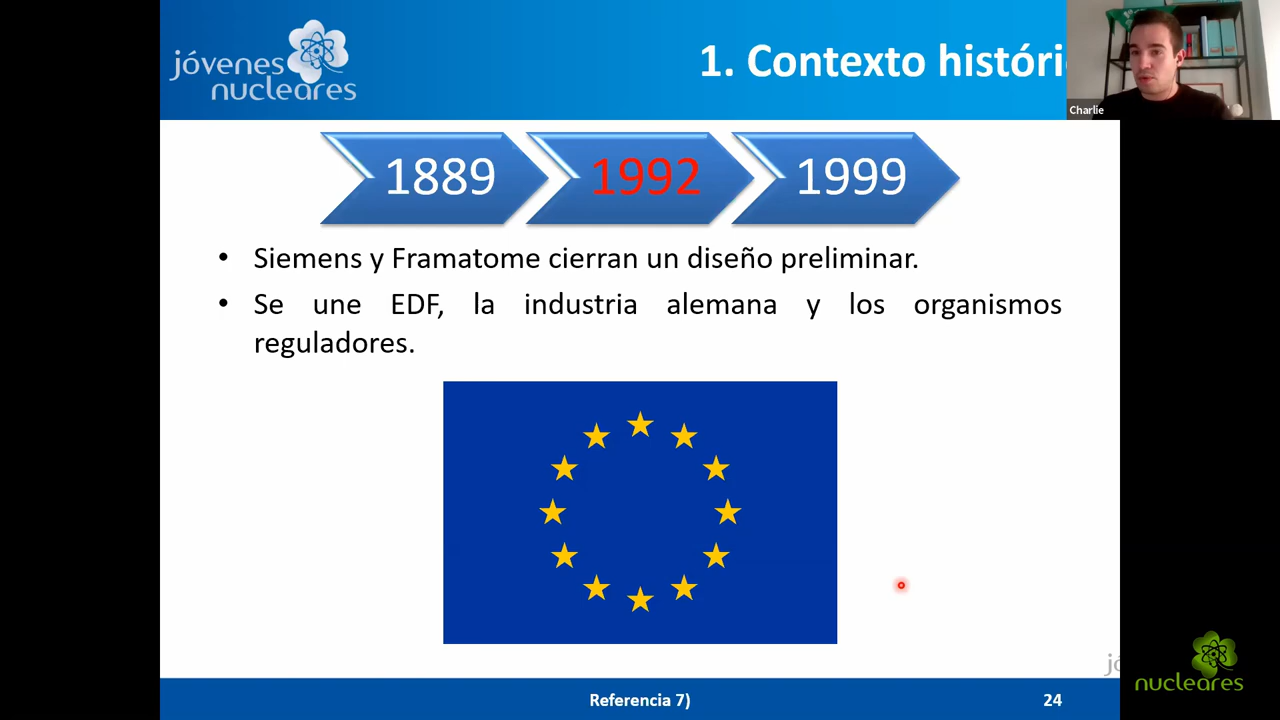 jóvenes
nucleares
1. Contexto históri
Charlie
1889
1992
1999
• Siemens y Framatome cierran un diseño preliminar.
• Se une EDF, la industria alemana y los organismos
reguladores.
jó
nucleares
Referencia 7)
24